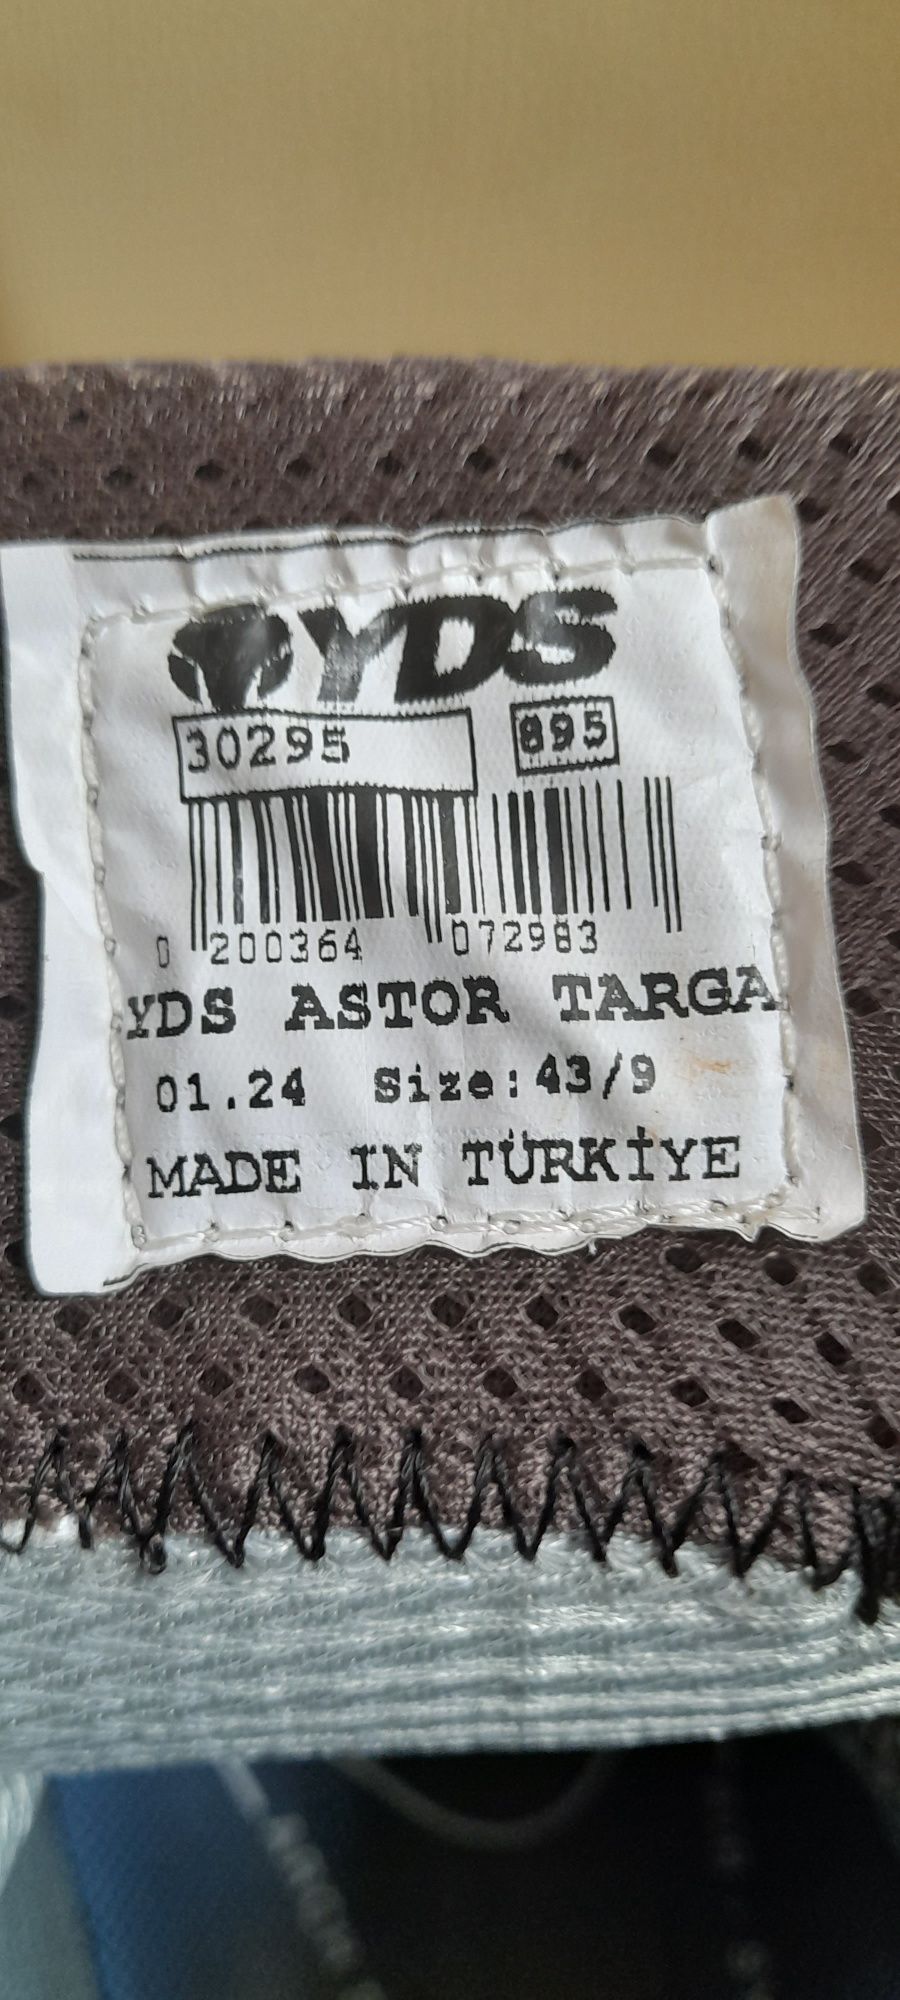 YDS
30295 895
0 200364 072983
YDS ASTOR TARGA
01.24 Size:43/9
MADE IN TÜRKİYE